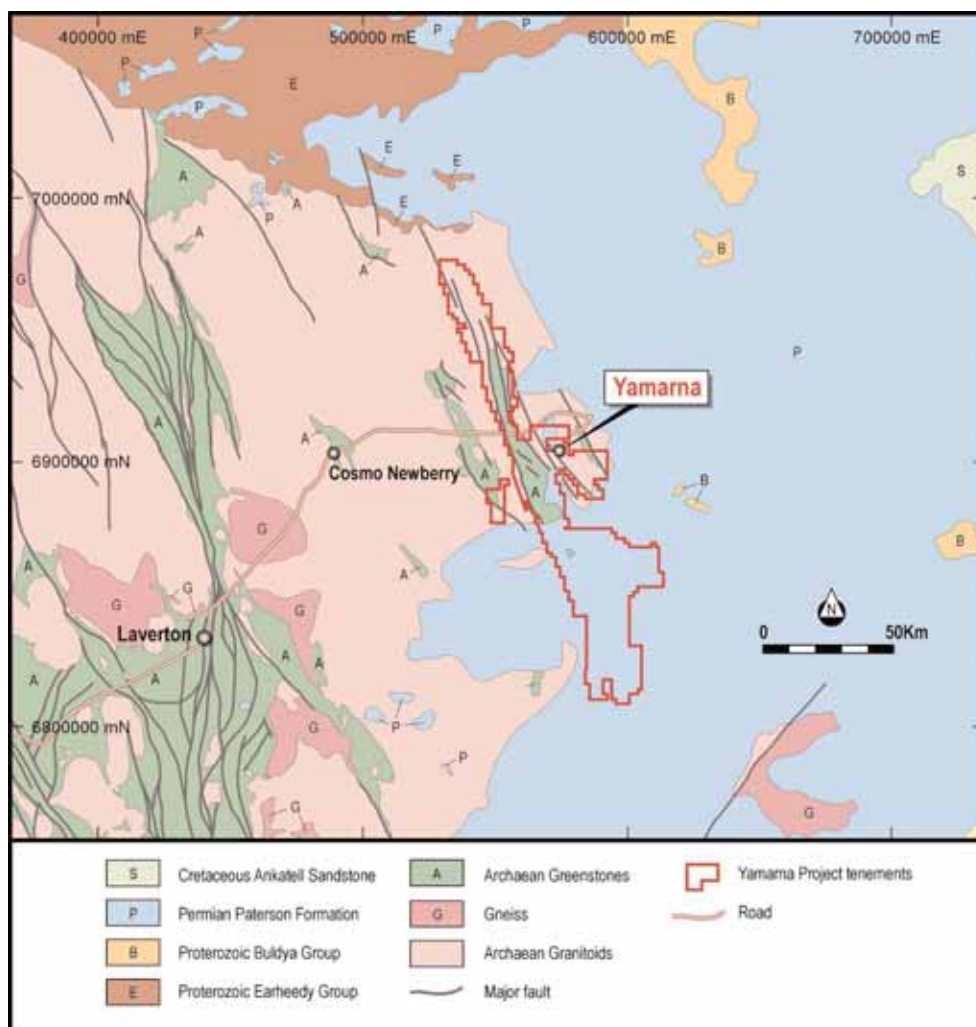 400000 mE
500000 mE
600000 mE
700000 mE
P
P
P
P
P
E
B
P
E
E
S
A
7000000 mN
A
P
E
A
A
B
G
P
Yamarna
A
A
6900000 mN
Cosmo Newberry
A
A
B
G
B
A
G
G
A
N
G
Laverton
0
50Km
A
A
A
A
G
P
6800000 mN
P
G
G
S
Cretaceous Ankatell Sandstone
P
Permian Paterson Formation
B
Proterozoic Buldya Group
E
Proterozoic Earheedy Group
A
Archaean Greenstones
G
Gneiss
Archaean Granitoids
Major fault
Yamarna Project tenements
Road